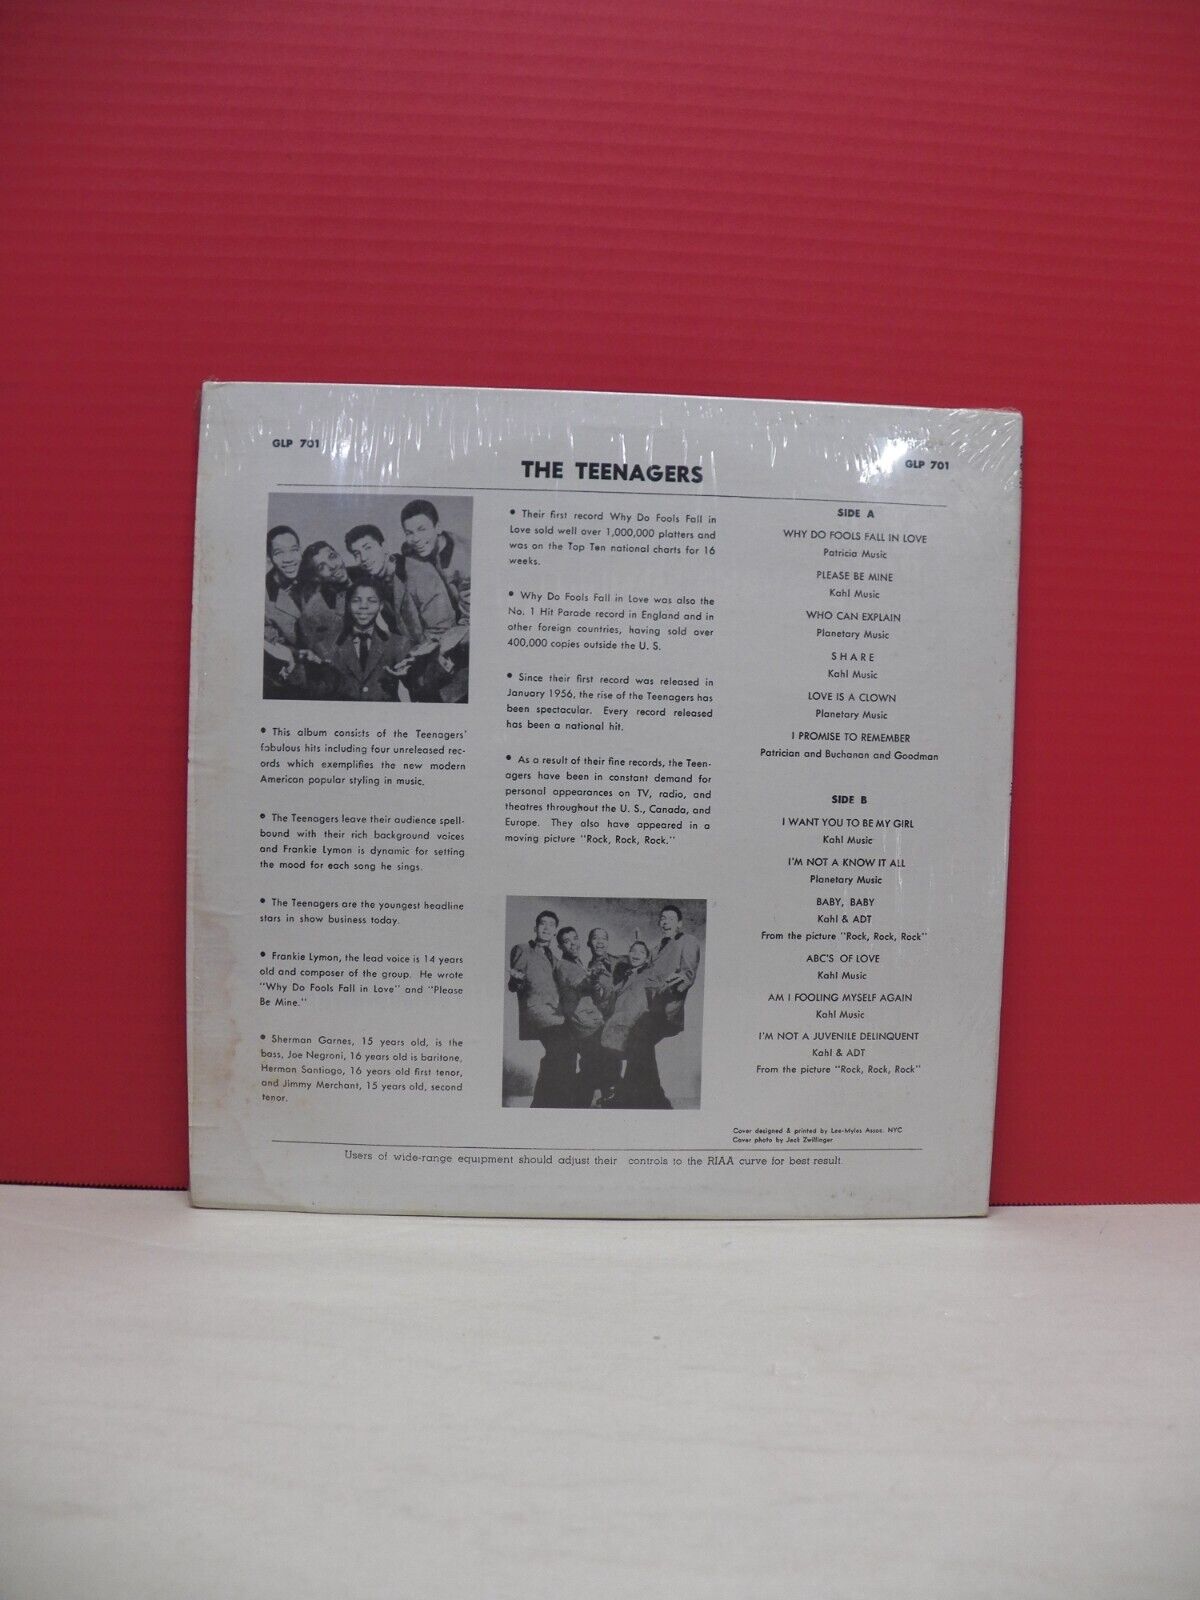 GLP 701
GLP 701
THE TEENAGERS
• This album consists of the Teenagers'
fabulous hits including four unreleased rec-
ords which exemplifies the new modern
American popular styling in music.
• The Teenagers leave their audience spell-
bound with their rich background voices
and Frankie Lymon is dynamic for setting
the mood for each song he sings.
• The Teenagers are the youngest headline
stars in show business today.
• Frankie Lymon, the lead voice is 14 years
old and composer of the group. He wrote
"Why Do Fools Fall in Love" and "Please
Be Mine."
• Sherman Garnes, 15 years old, is the
bass, Joe Negroni, 16 years old is baritone,
Herman Santiago, 16 years old first tenor,
and Jimmy Merchant, 15 years old, second
tenor.
• Their first record Why Do Fools Fall in
Love sold well over 1,000,000 platters and
was on the Top Ten national charts for 16
weeks.
• Why Do Fools Fall in Love was also the
No. 1 Hit Parade record in England and in
other foreign countries, having sold over
400,000 copies outside the U. S.
• Since their first record was released in
January 1956, the rise of the Teenagers has
been spectacular. Every record released
has been a national hit.
• As a result of their fine records, the Teen-
agers have been in constant demand for
personal appearances on TV, radio, and
theatres throughout the U. S., Canada, and
Europe. They also have appeared in a
moving picture "Rock, Rock, Rock."
SIDE A
WHY DO FOOLS FALL IN LOVE
Patricia Music
PLEASE BE MINE
Kahl Music
WHO CAN EXPLAIN
Planetary Music
SHARE
Kahl Music
LOVE IS A CLOWN
Planetary Music
I PROMISE TO REMEMBER
Patrician and Buchanan and Goodman
SIDE B
I WANT YOU TO BE MY GIRL
Kahl Music
I'M NOT A KNOW IT ALL
Planetary Music
BABY, BABY
Kahl & ADT
From the picture "Rock, Rock, Rock"
ABC'S OF LOVE
Kahl Music
AM I FOOLING MYSELF AGAIN
Kahl Music
I'M NOT A JUVENILE DELINQUENT
Kahl & ADT
From the picture "Rock, Rock, Rock"
Cover designed & printed by Lee-Myles Assoc. NYC
Cover photo by Jack Zwillinger
Users of wide-range equipment should adjust their controls to the RIAA curve for best result.